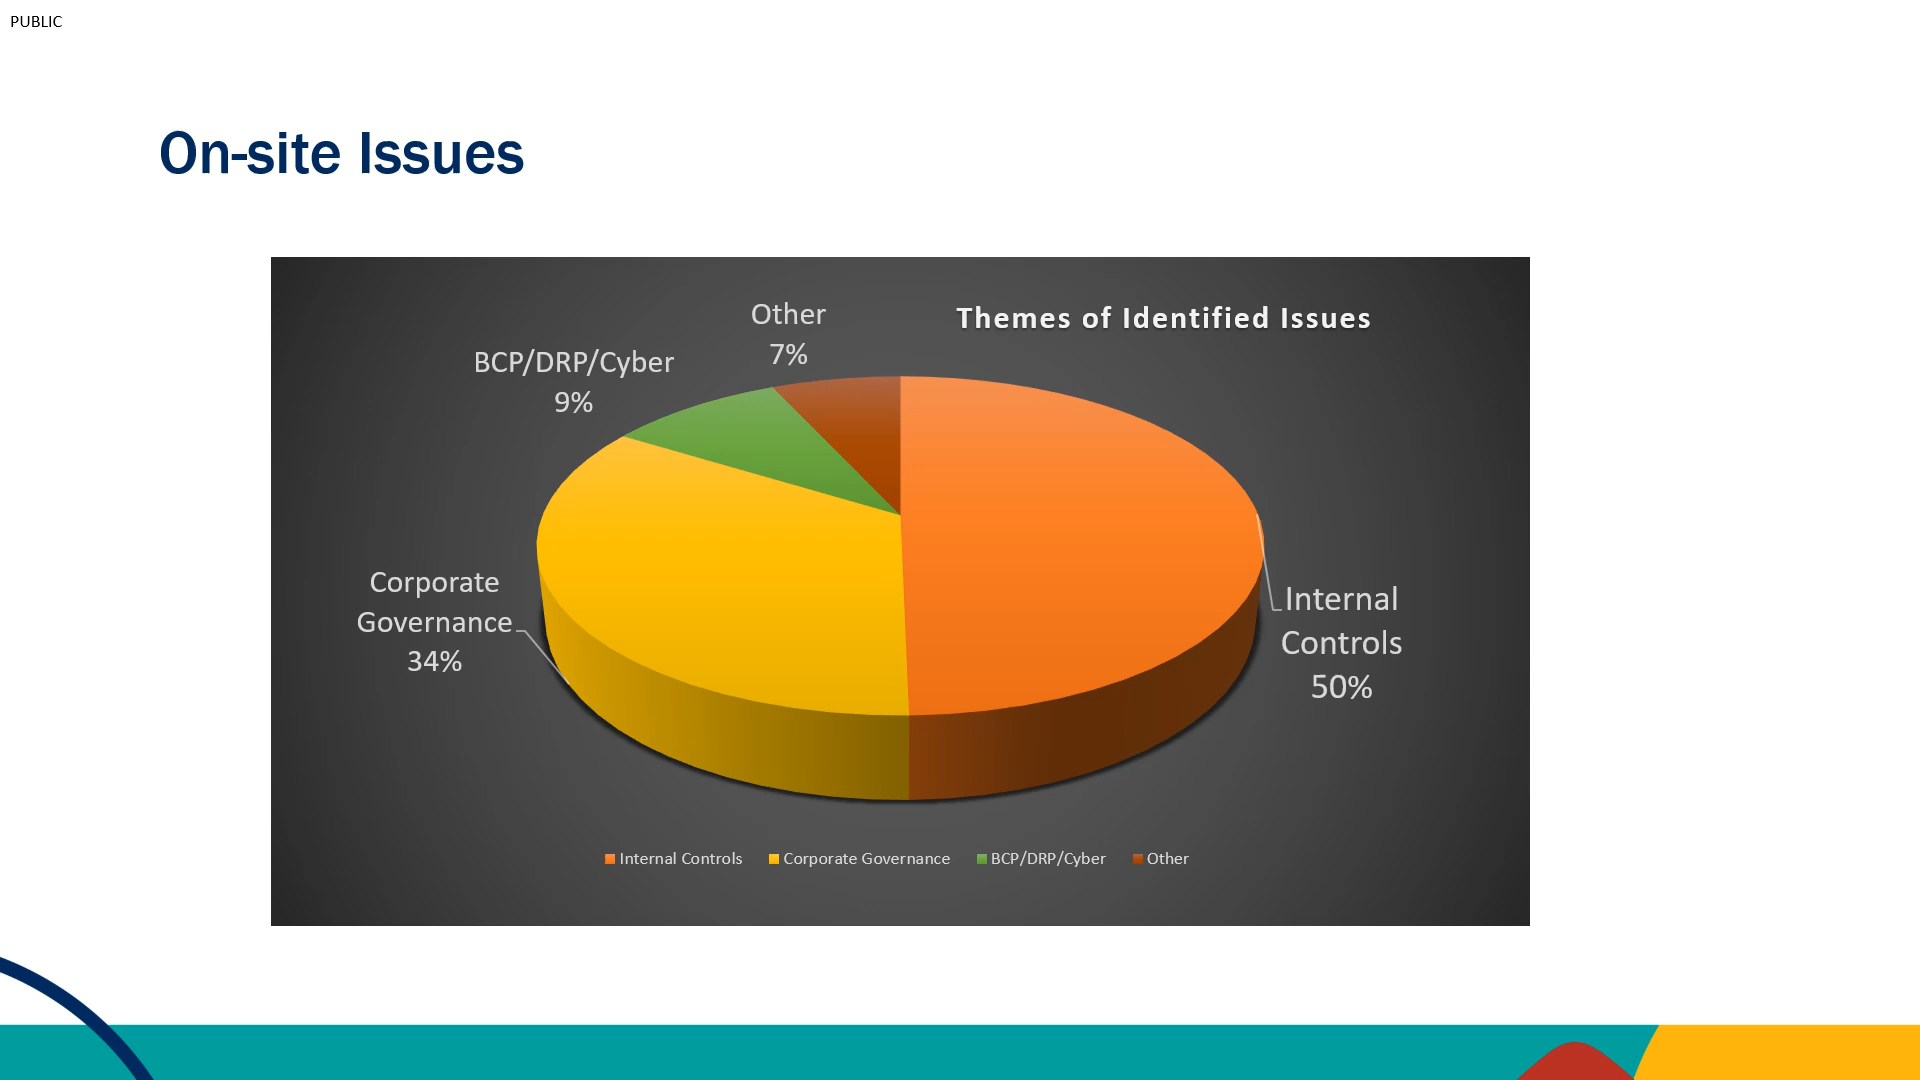 PUBLIC
On-site Issues
Themes of Identified Issues
Other
7%
BCP/DRP/Cyber
9%
Corporate
Governance
34%
Internal
Controls
50%
Internal Controls Corporate Governance BCP/DRP/Cyber Other